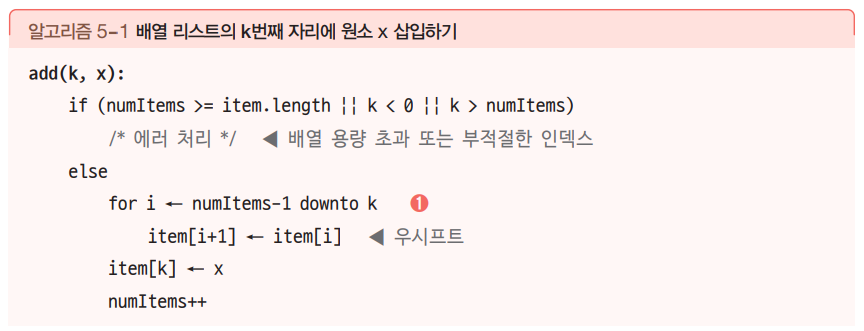 알고리즘 5-1 배열 리스트의 k번째 자리에 원소 x 삽입하기
add(k, x):
if (numItems >= item.length || k < 0 || k > numItems)
/* 에러 처리 */ ◀ 배열 용량 초과 또는 부적절한 인덱스
else
for i ← numItems-1 downto k ❶
item[i+1] ← item[i] ◀ 우시프트
item[k] ← x
numItems++